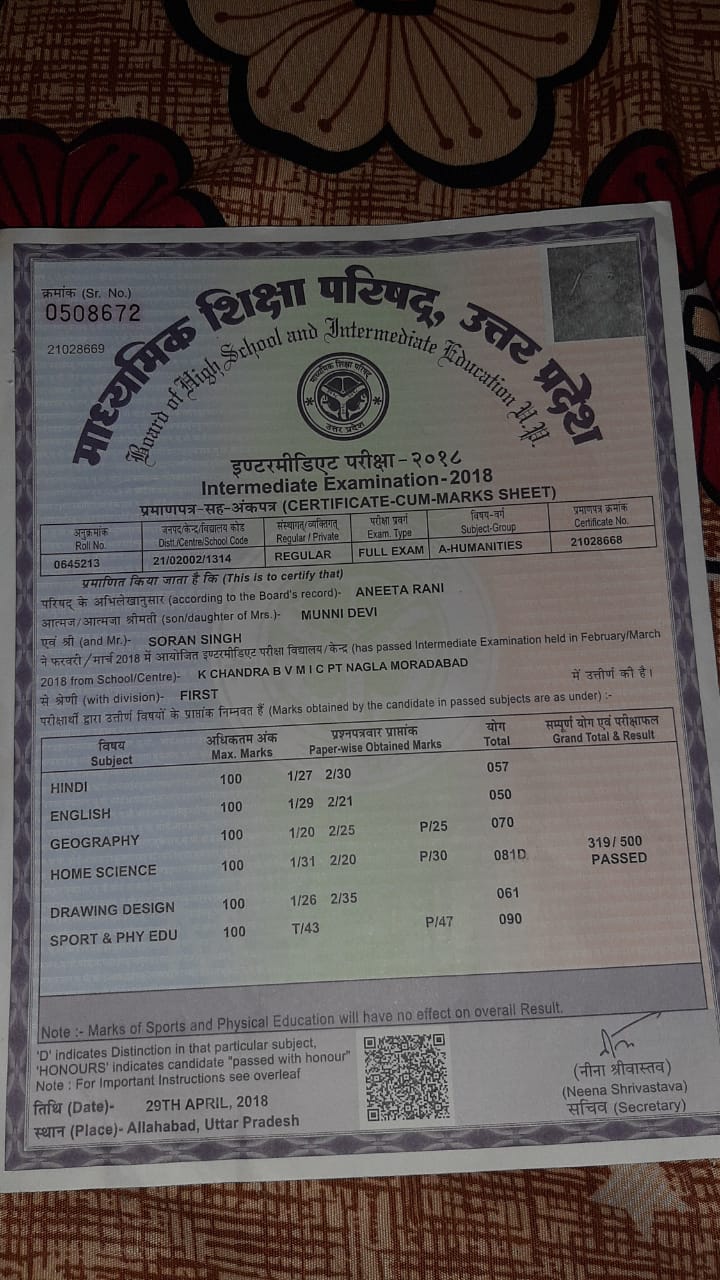 क्रमांक (Sr. No.)
0508672
21028669
माध्यमिक शिक्षा परिषद्, उत्तर प्रदेश
Board of High School and Intermediate Education U.P.
माध्यमिक शिक्षा परिषद्
उत्तर प्रदेश
इण्टरमीडिएट परीक्षा - २०१८
Intermediate Examination-2018
प्रमाणपत्र-सह-अंकपत्र (CERTIFICATE-CUM-MARKS SHEET)
अनुक्रमांक जनपद/केन्द्र/विद्यालय कोड संस्थागत/व्यक्तिगत परीक्षा प्रवर्ग विषय-वर्ग प्रमाणपत्र क्रमांक
Roll No. Distt./Centre/School Code Regular / Private Exam. Type Subject-Group Certificate No.
0645213 21/02002/1314 REGULAR FULL EXAM A-HUMANITIES 21028668
प्रमाणित किया जाता है कि (This is to certify that)
परिषद् के अभिलेखानुसार (according to the Board's record)- ANEETA RANI
आत्मज/आत्मजा श्रीमती (son/daughter of Mrs.)- MUNNI DEVI
एवं श्री (and Mr.)- SORAN SINGH
ने फरवरी/मार्च 2018 में आयोजित इण्टरमीडिएट परीक्षा विद्यालय/केन्द्र (has passed Intermediate Examination held in February/March
2018 from School/Centre)- K CHANDRA B V M I C PT NAGLA MORADABAD में उत्तीर्ण की है।
से श्रेणी (with division)- FIRST
परीक्षार्थी द्वारा उत्तीर्ण विषयों के प्राप्तांक निम्नवत हैं (Marks obtained by the candidate in passed subjects are as under) :-
विषय अधिकतम अंक प्रश्नपत्रवार प्राप्तांक योग सम्पूर्ण योग एवं परीक्षाफल
Subject Max. Marks Paper-wise Obtained Marks Total Grand Total & Result
HINDI 100 1/27 2/30 057
ENGLISH 100 1/29 2/21 050
GEOGRAPHY 100 1/20 2/25 P/25 070
319/ 500
HOME SCIENCE 100 1/31 2/20 P/30 081D
PASSED
DRAWING DESIGN 100 1/26 2/35 061
SPORT & PHY EDU 100 T/43 P/47 090
Note :- Marks of Sports and Physical Education will have no effect on overall Result.
'D' indicates Distinction in that particular subject,
'HONOURS' indicates candidate "passed with honour"
Note : For Important Instructions see overleaf
तिथि (Date)- 29TH APRIL, 2018
स्थान (Place)- Allahabad, Uttar Pradesh
(नीना श्रीवास्तव)
(Neena Shrivastava)
सचिव (Secretary)